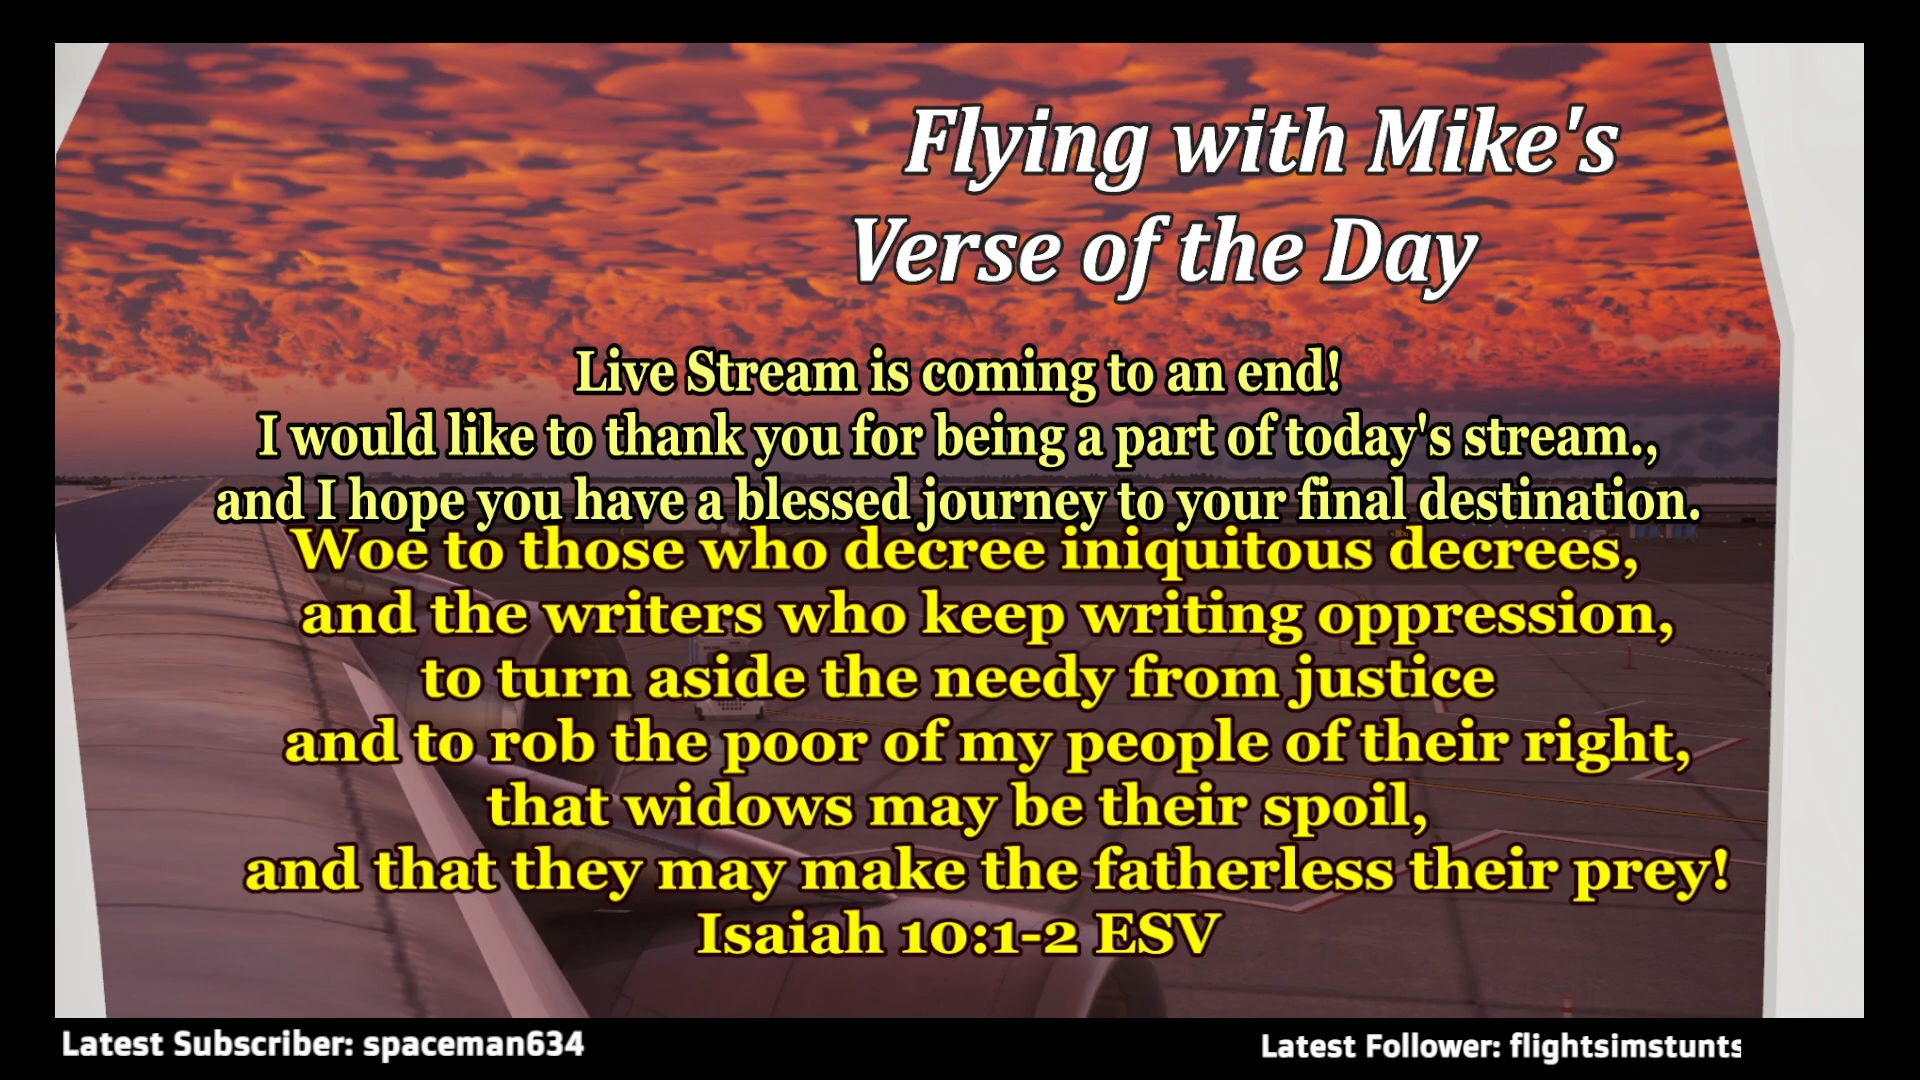 Flying with Mike's
Verse of the Day
Live Stream is coming to an end!
I would like to thank you for being a part of today's stream.,
and I hope you have a blessed journey to your final destination.
Woe to those who decree iniquitous decrees,
and the writers who keep writing oppression,
to turn aside the needy from justice
and to rob the poor of my people of their right,
that widows may be their spoil,
and that they may make the fatherless their prey!
Isaiah 10:1-2 ESV
Latest Subscriber: spaceman634
Latest Follower: flightsimstunts